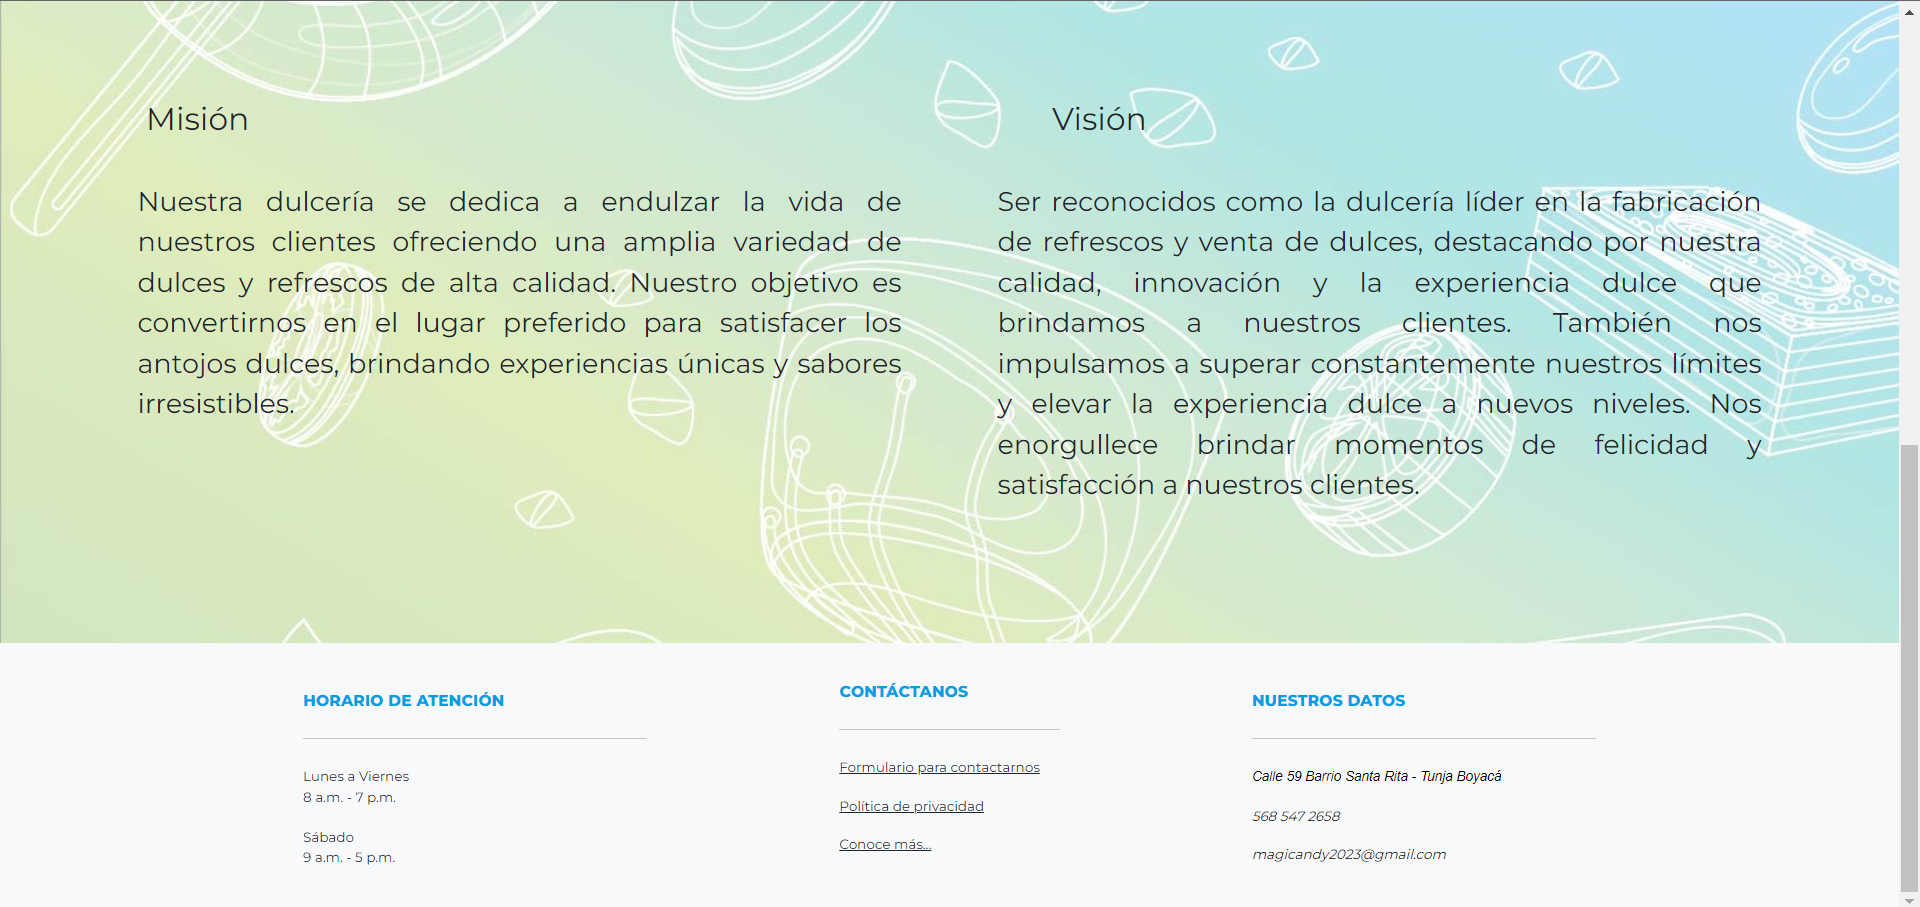 Misión
Nuestra dulcería se dedica a endulzar la vida de
nuestros clientes ofreciendo una amplia variedad de
dulces y refrescos de alta calidad. Nuestro objetivo es
convertirnos en el lugar preferido para satisfacer los
antojos dulces, brindando experiencias únicas y sabores
irresistibles.
Visión
Ser reconocidos como la dulcería líder en la fabricación
de refrescos y venta de dulces, destacando por nuestra
calidad, innovación y la experiencia dulce que
brindamos a nuestros clientes. También nos
impulsamos a superar constantemente nuestros límites
y elevar la experiencia dulce a nuevos niveles. Nos
enorgullece brindar momentos de felicidad y
satisfacción a nuestros clientes.
HORARIO DE ATENCIÓN
Lunes a Viernes
8 a.m. - 7 p.m.
Sábado
9 a.m. - 5 p.m.
CONTÁCTANOS
Formulario para contactarnos
Política de privacidad
Conoce más...
NUESTROS DATOS
Calle 59 Barrio Santa Rita - Tunja Boyacá
568 547 2658
magicandy2023@gmail.com